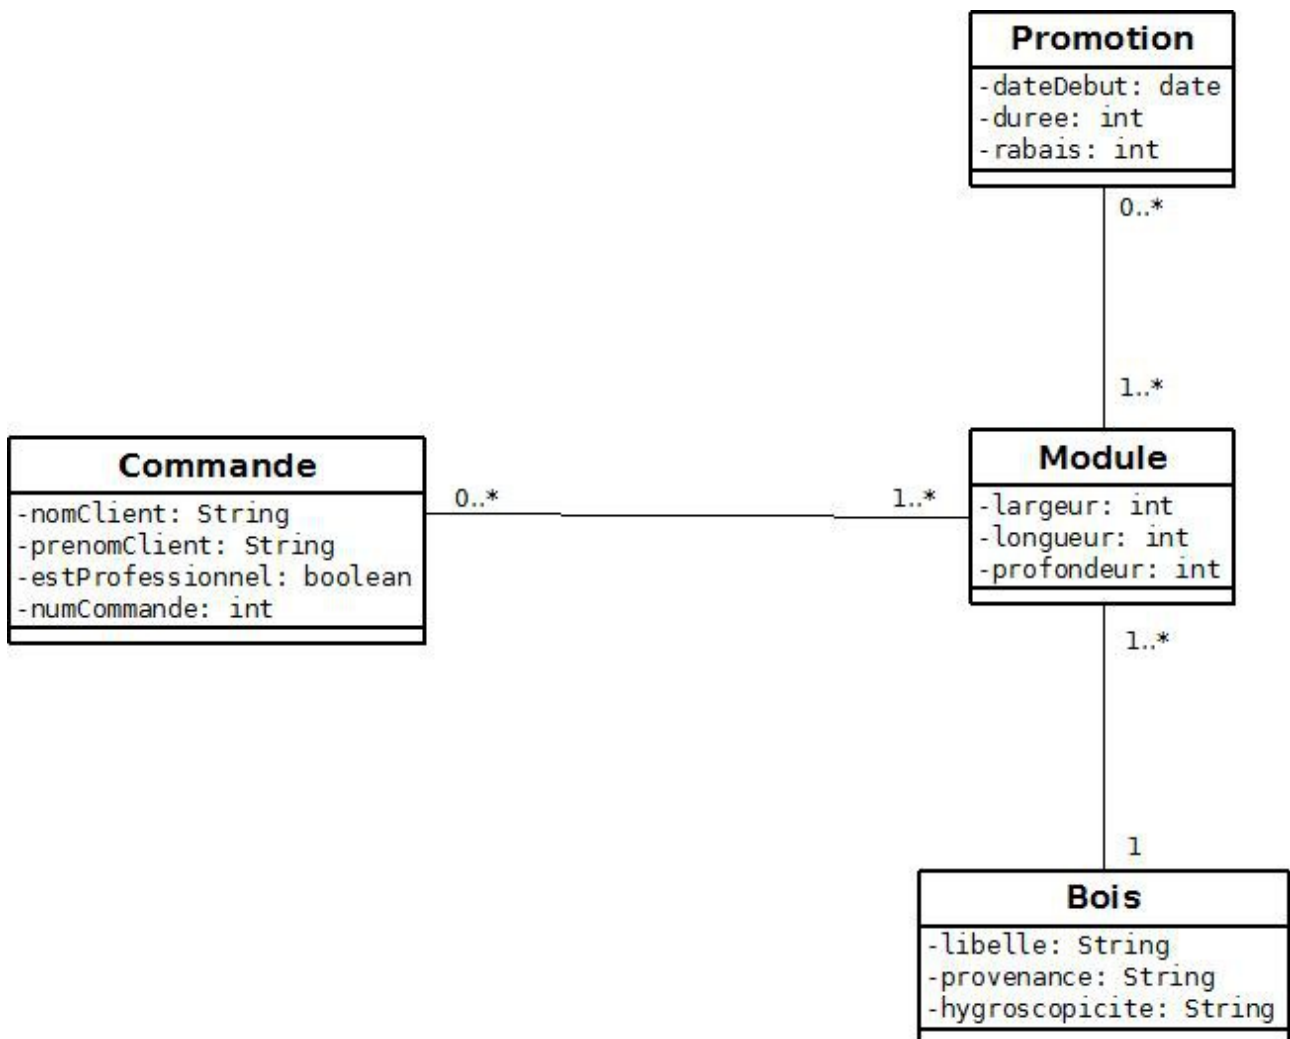 Promotion
-dateDebut: date
-duree: int
-rabais: int
0..*
1..*
Commande
-nomClient: String
-prenomClient: String
-estProfessionnel: boolean
-numCommande: int
0..*
1..*
Module
-largeur: int
-longueur: int
-profondeur: int
1..*
1
Bois
-libelle: String
-provenance: String
-hygroscopicite: String